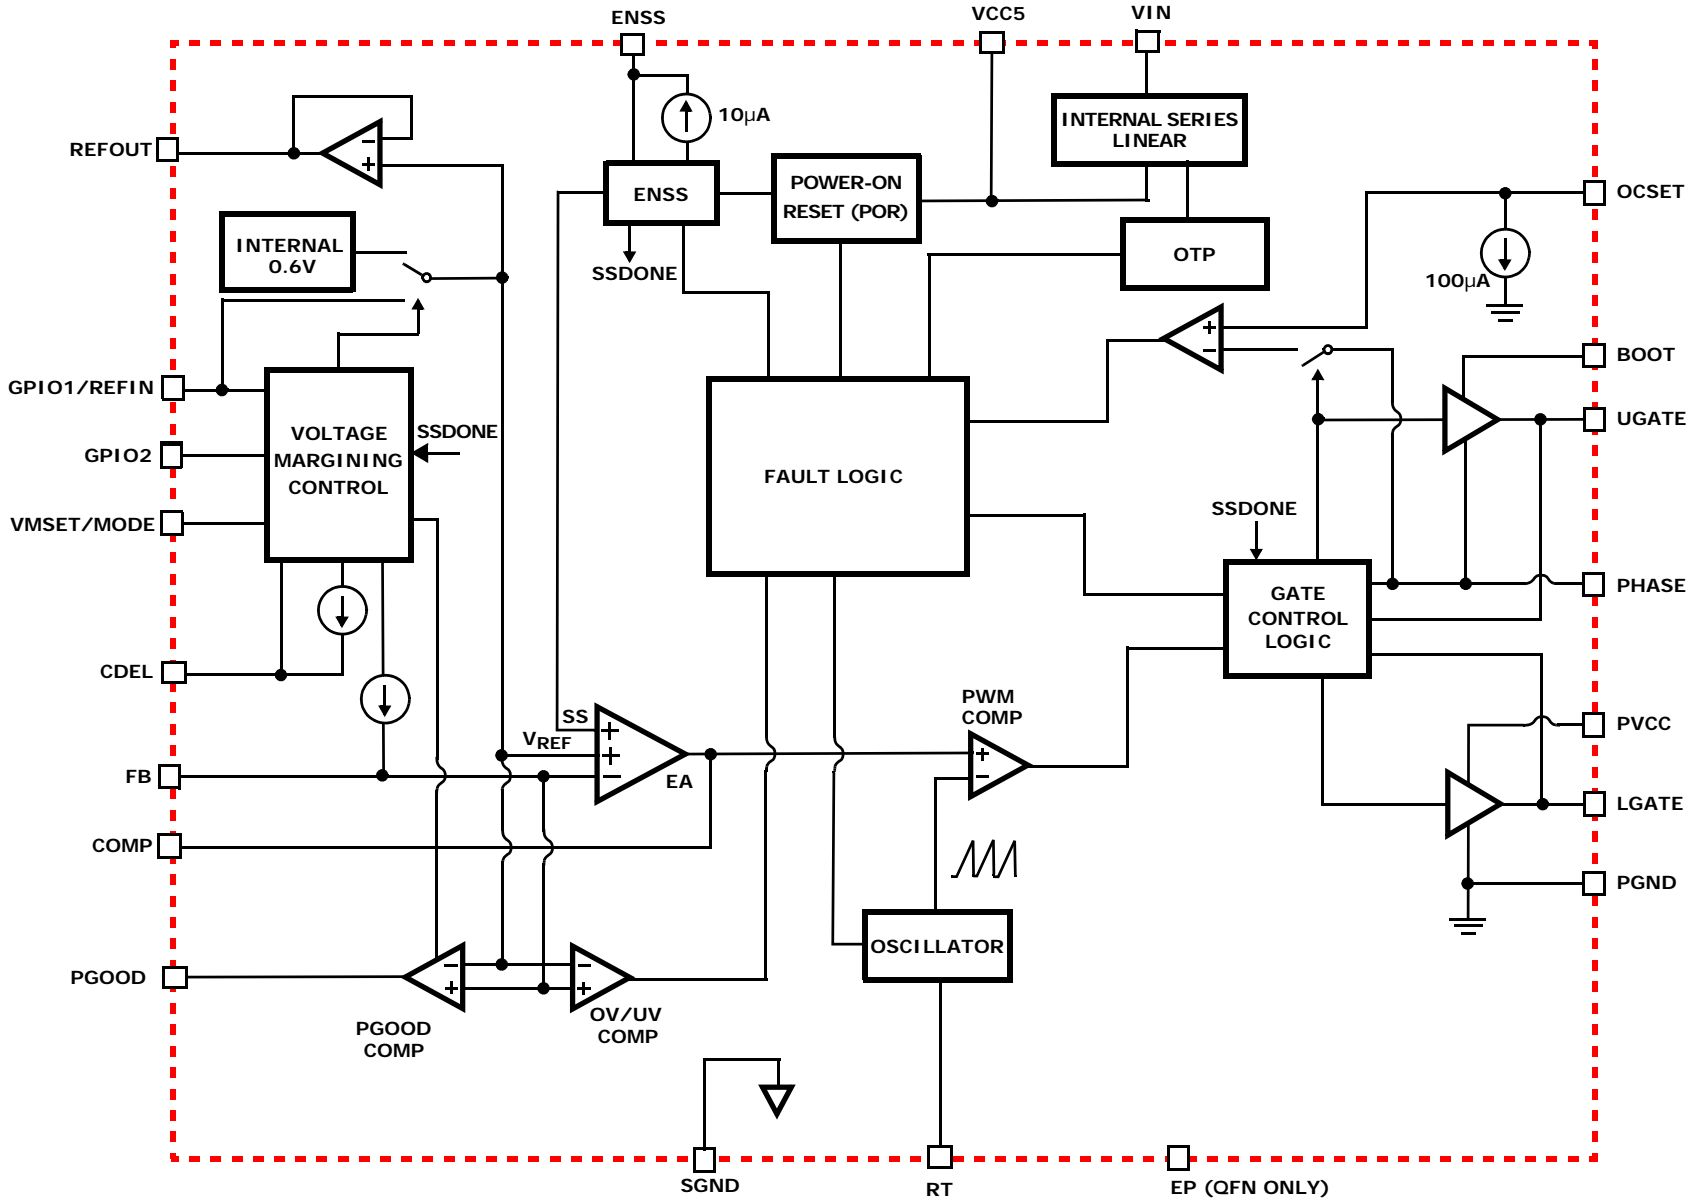 ENSS
VCC5
VIN
REFOUT
−
+
10µA
INTERNAL SERIES
LINEAR
ENSS
POWER-ON
RESET (POR)
OCSET
INTERNAL
0.6V
SSDONE
OTP
100µA
+
−
BOOT
GPIO1/REFIN
UGATE
VOLTAGE
MARGINING
CONTROL
SSDONE
GPIO2
FAULT LOGIC
VMSET/MODE
SSDONE
GATE
CONTROL
LOGIC
PHASE
CDEL
PWM
COMP
SS
VREF
+
+
−
EA
+
−
PVCC
FB
LGATE
COMP
PGND
OSCILLATOR
PGOOD
−
+
−
+
PGOOD
COMP
OV/UV
COMP
SGND
RT
EP (QFN ONLY)